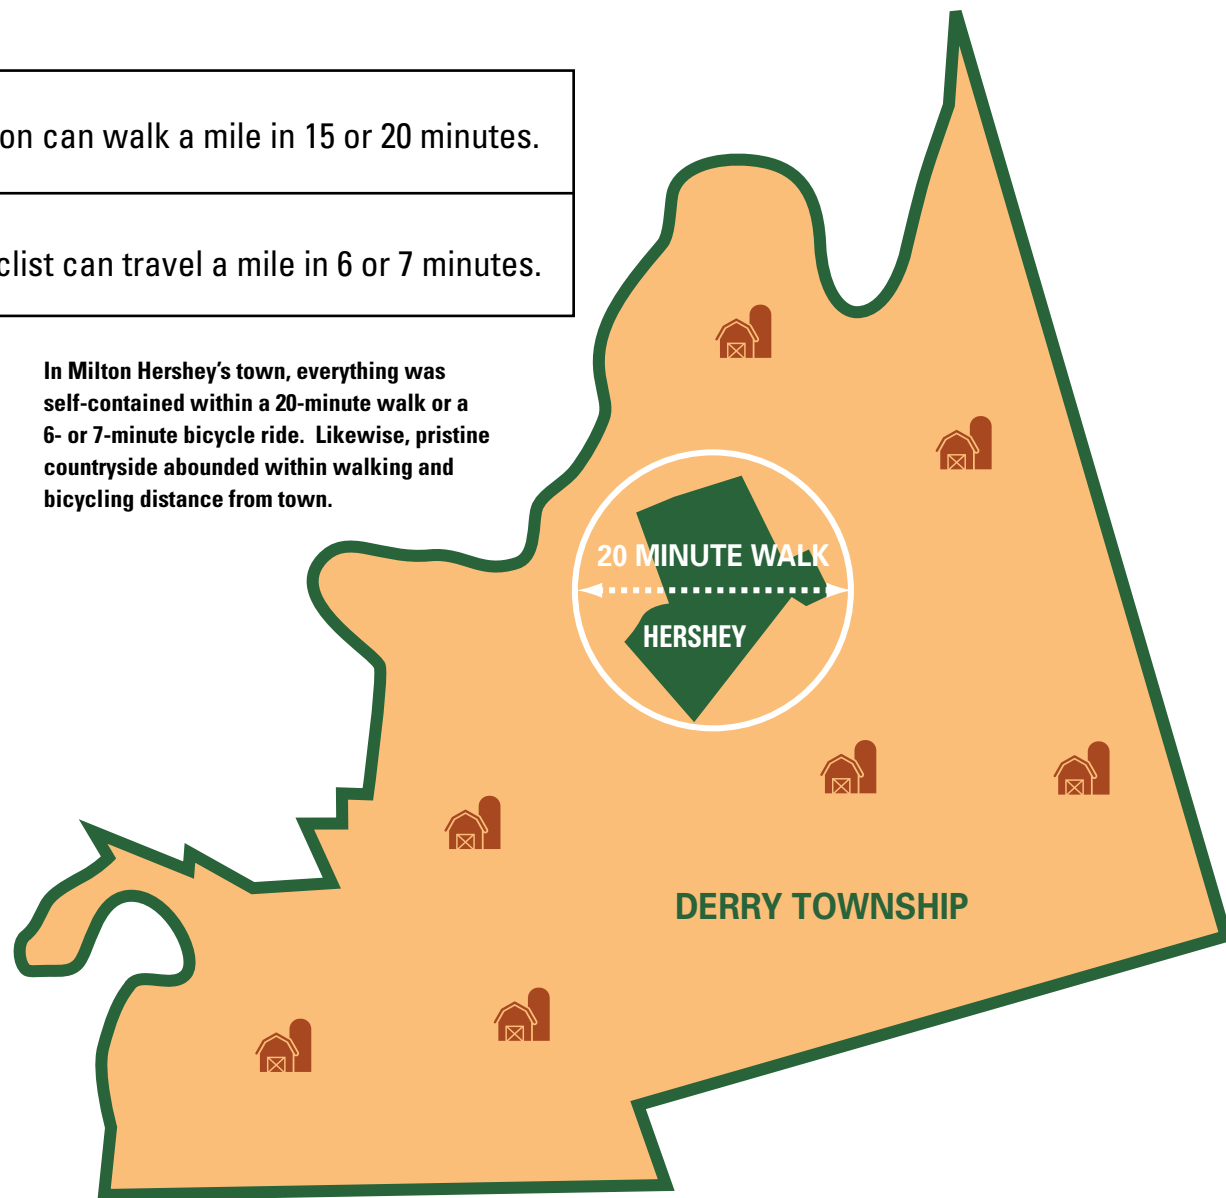 on can walk a mile in 15 or 20 minutes.
clist can travel a mile in 6 or 7 minutes.
In Milton Hershey's town, everything was
self-contained within a 20-minute walk or a
6- or 7-minute bicycle ride.  Likewise, pristine
countryside abounded within walking and
bicycling distance from town.
20 MINUTE WALK
HERSHEY
DERRY TOWNSHIP